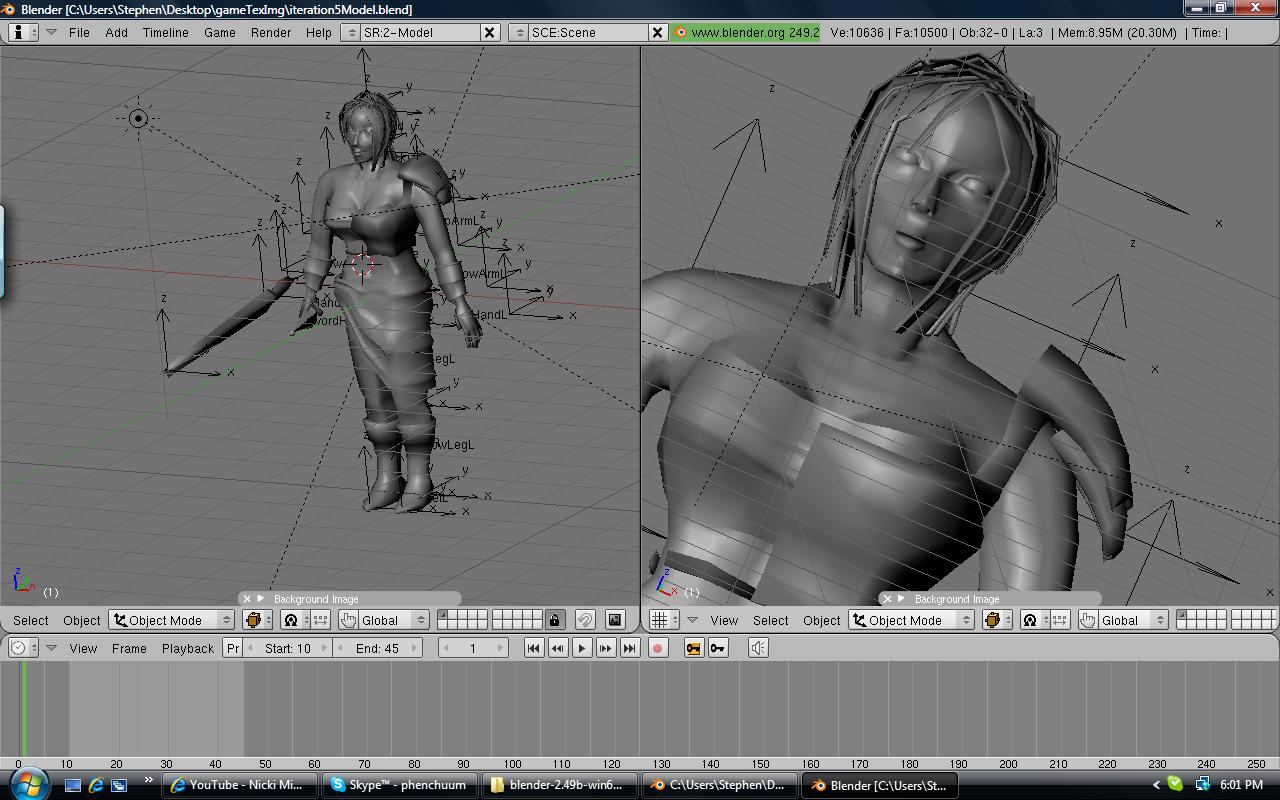 Blender [C:\Users\Stephen\Desktop\gameTexImg\iteration5Model.blend]
File Add Timeline Game Render Help SR:2-Model SCE:Scene www.blender.org 249.2 Ve:10636 | Fa:10500 | Ob:32-0 | La:3 | Mem:8.95M (20.30M) | Time: |
z
y
x
z
z
z
x
z
y
x
z
pArmL
y
x
owArmL
y
x
HandL
x
Hand
wordH
z
x
egL
y
x
owLegL
y
x
x
z
x
z
x
z
x
z
x
(1)
z
x
(1)
Background Image
Background Image
Select Object Object Mode Global
View Select Object Object Mode Global
View Frame Playback Pr Start: 10 End: 45 1
0 10 20 30 40 50 60 70 80 90 100 110 120 130 140 150 160 170 180 190 200 210 220 230 240 250
YouTube - Nicki Mi... Skype™ - phenchuum blender-2.49b-win6... C:\Users\Stephen\D... Blender [C:\Users\St... 6:01 PM